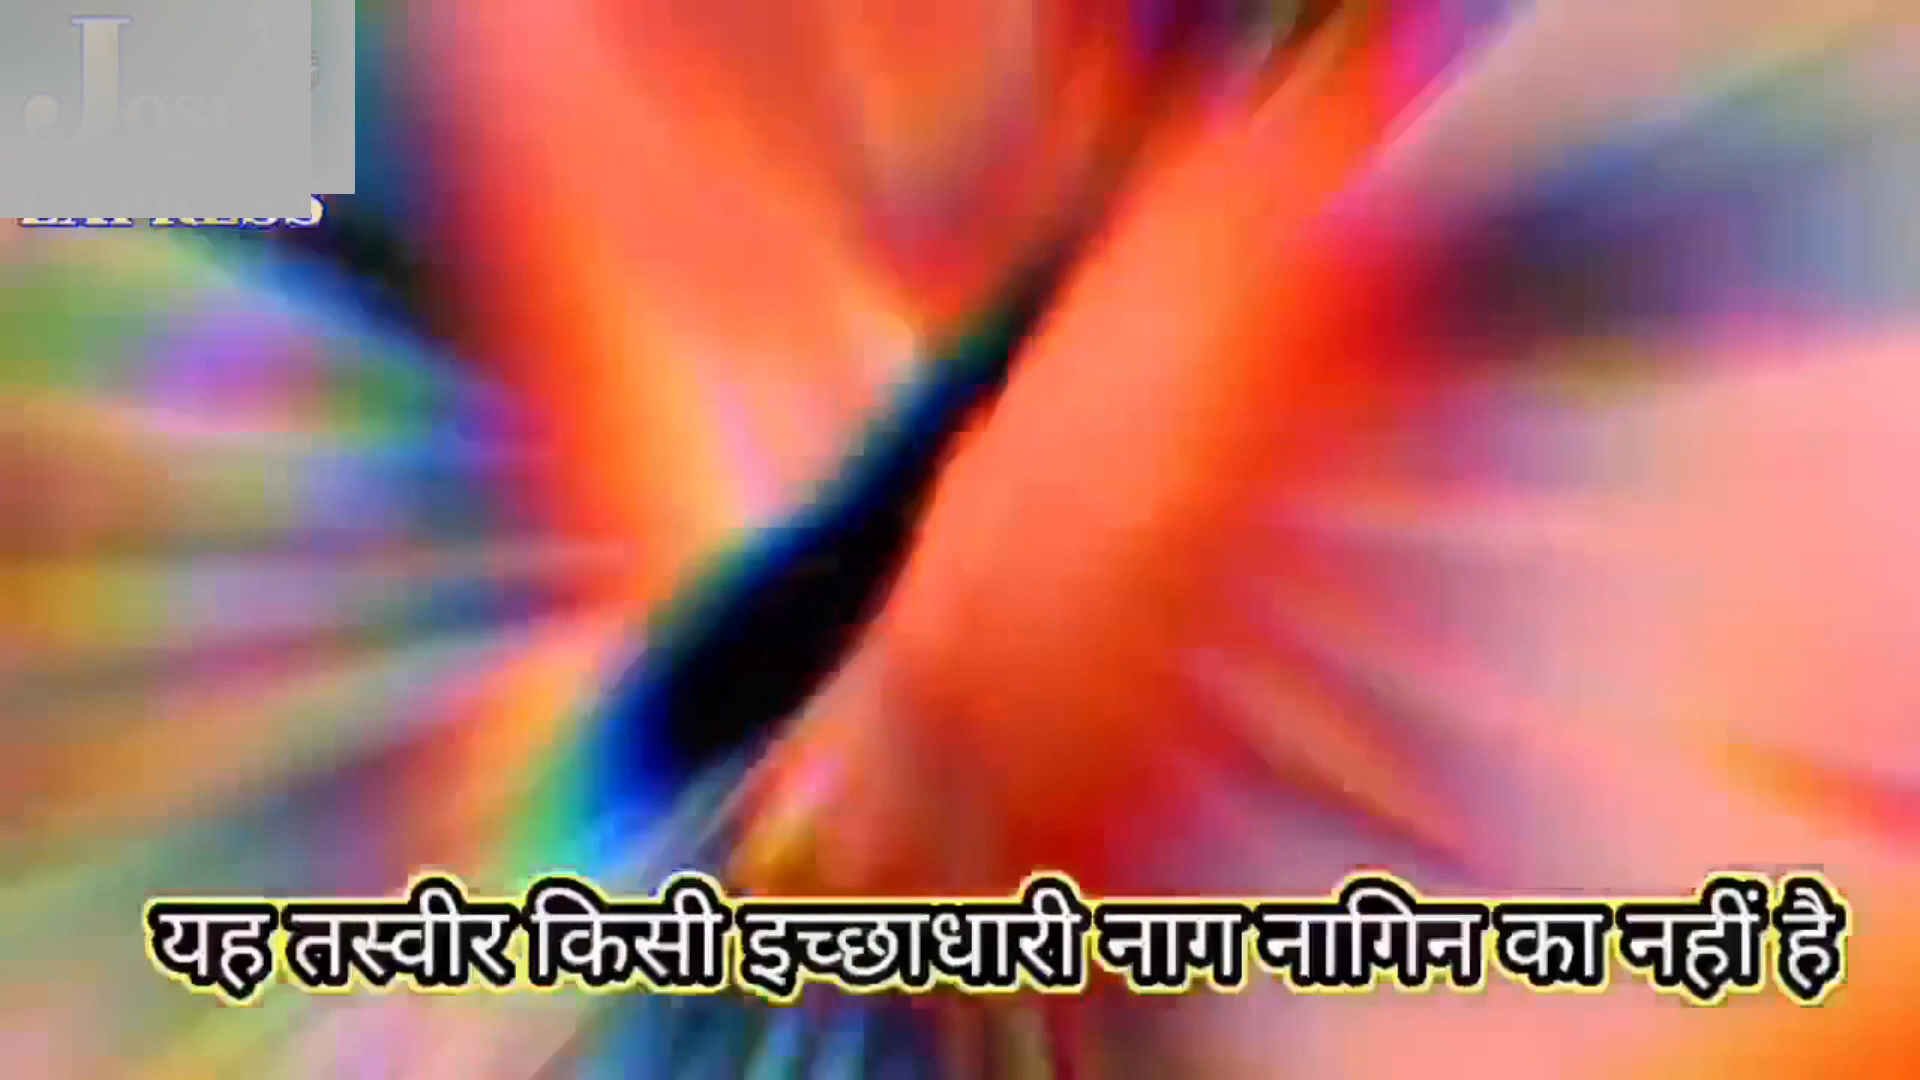 यह तस्वीर किसी इच्छाधारी नाग नागिन का नहीं है